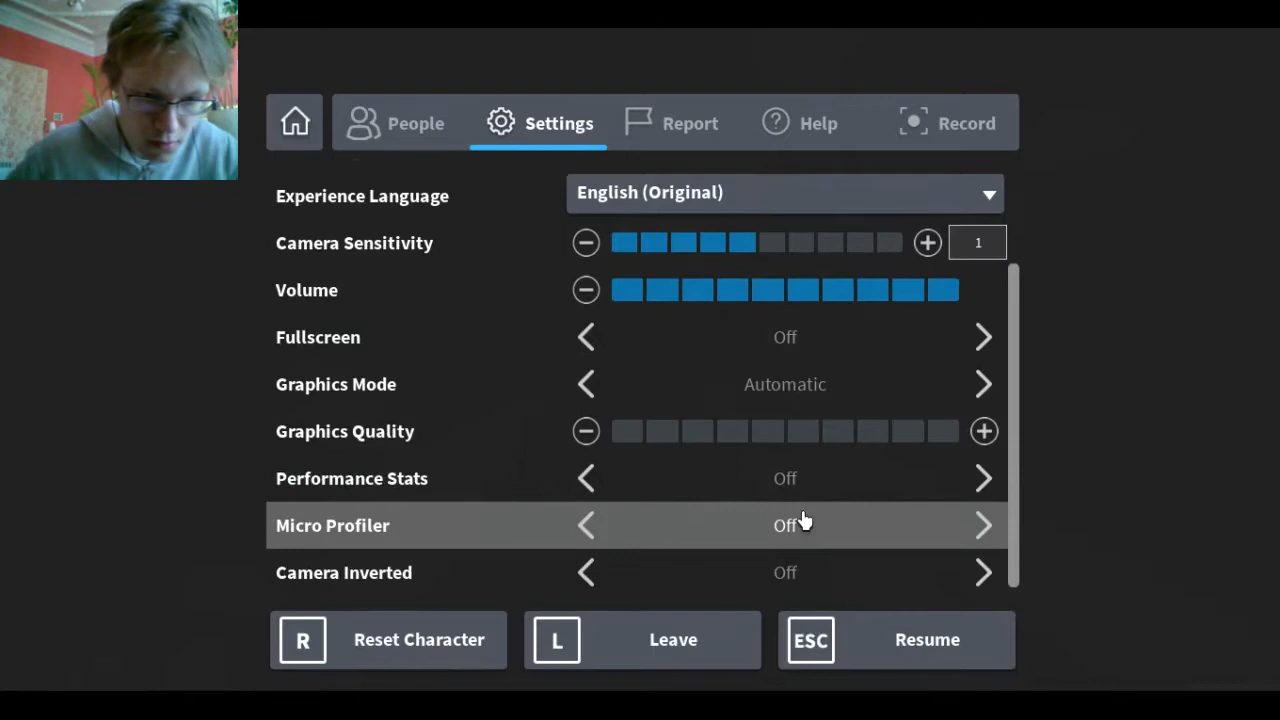 People Settings Report Help Record
Experience Language English (Original)
Camera Sensitivity 1
Volume
Fullscreen Off
Graphics Mode Automatic
Graphics Quality
Performance Stats Off
Micro Profiler Off
Camera Inverted Off
R Reset Character L Leave ESC Resume